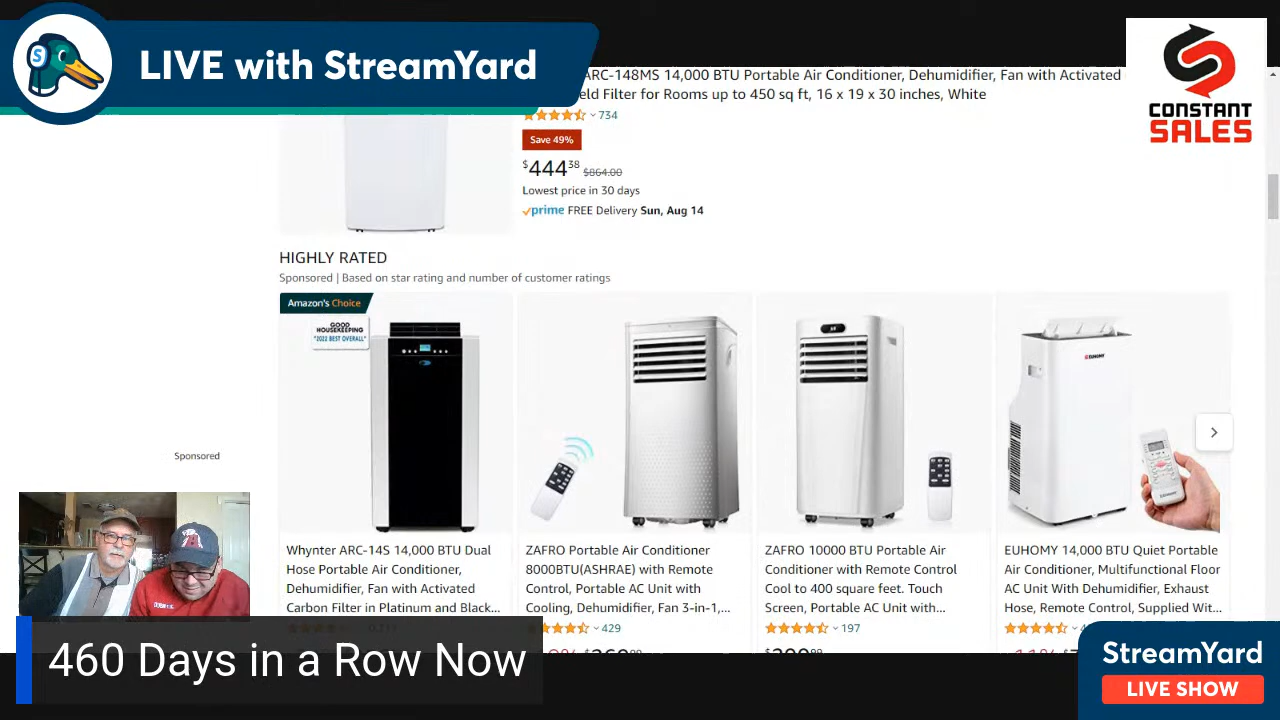 LIVE with StreamYard
S
CONSTANT
SALES
ARC-148MS 14,000 BTU Portable Air Conditioner, Dehumidifier, Fan with Activated
eld Filter for Rooms up to 450 sq ft, 16 x 19 x 30 inches, White
734
Save 49%
$444.38 $864.00
Lowest price in 30 days
prime FREE Delivery Sun, Aug 14
HIGHLY RATED
Sponsored | Based on star rating and number of customer ratings
Amazon's Choice
GOOD
HOUSEKEEPING
"2022 BEST OVERALL"
EUHOMY
Sponsored
Whynter ARC-14S 14,000 BTU Dual
Hose Portable Air Conditioner,
Dehumidifier, Fan with Activated
Carbon Filter in Platinum and Black...
ZAFRO Portable Air Conditioner
8000BTU(ASHRAE) with Remote
Control, Portable AC Unit with
Cooling, Dehumidifier, Fan 3-in-1,...
429
ZAFRO 10000 BTU Portable Air
Conditioner with Remote Control
Cool to 400 square feet. Touch
Screen, Portable AC Unit with...
197
EUHOMY 14,000 BTU Quiet Portable
Air Conditioner, Multifunctional Floor
AC Unit With Dehumidifier, Exhaust
Hose, Remote Control, Supplied Wit...
460 Days in a Row Now
StreamYard
LIVE SHOW